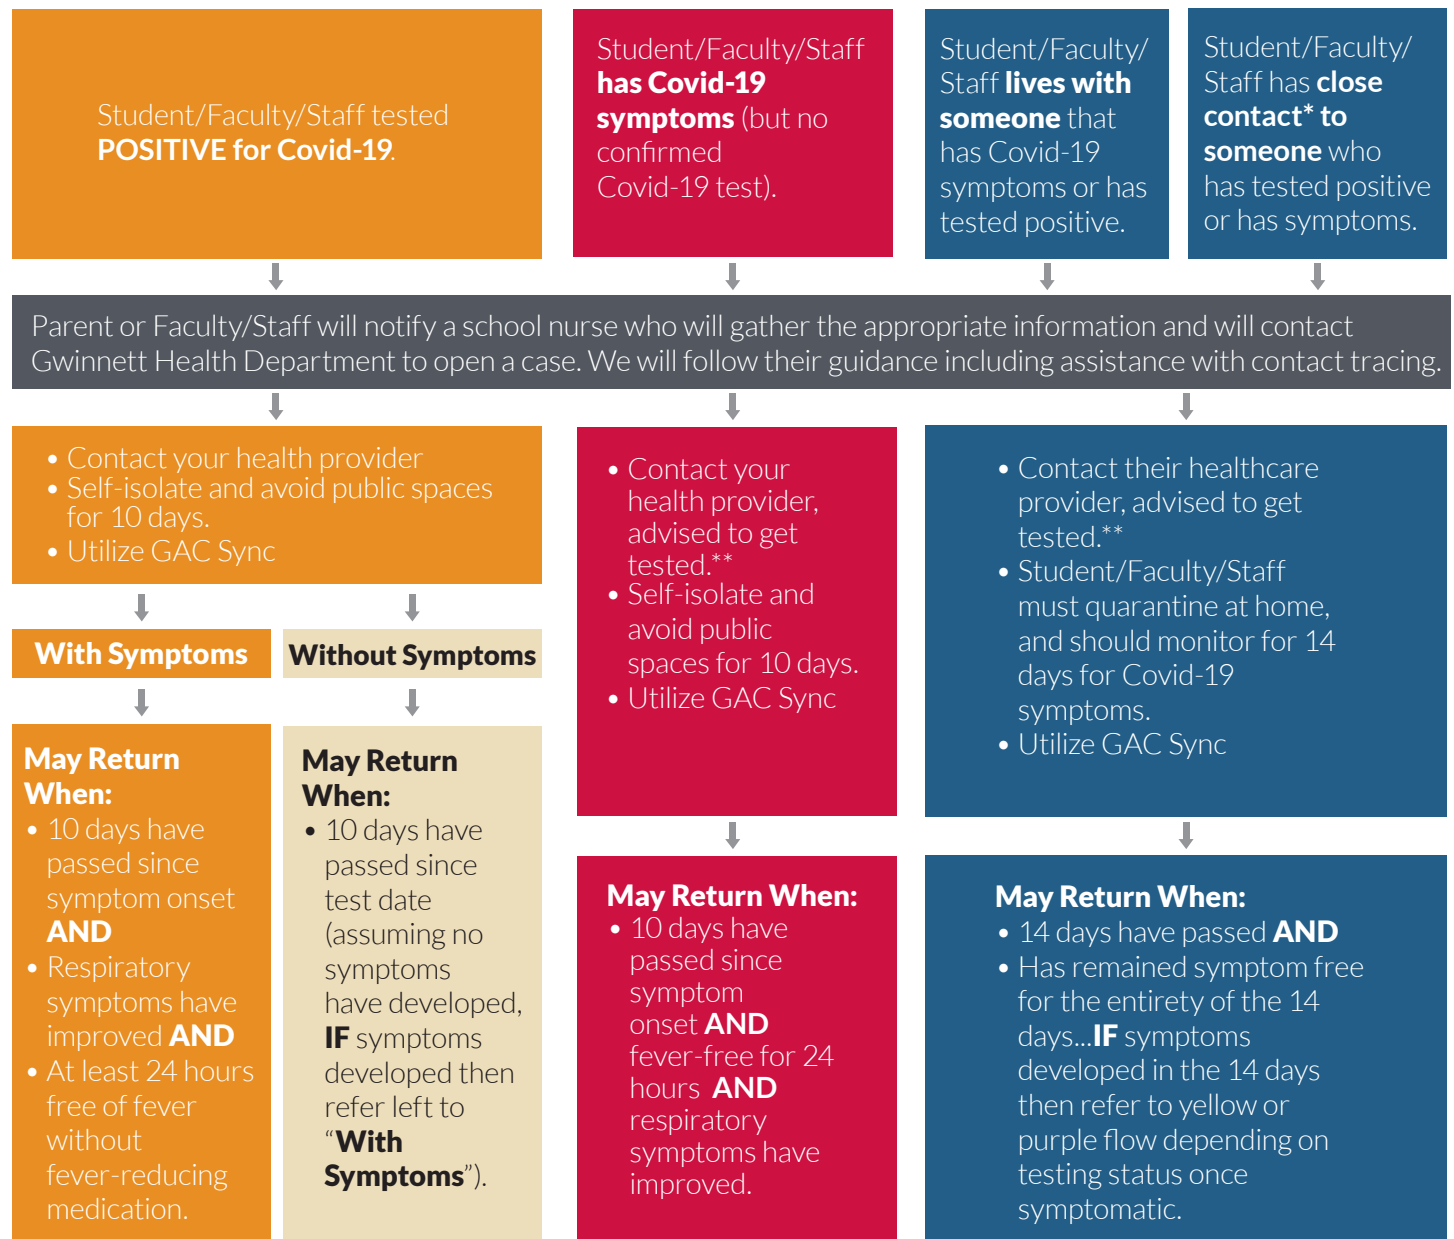 Student/Faculty/Staff tested
POSITIVE for Covid-19.
Student/Faculty/Staff
has Covid-19
symptoms (but no
confirmed
Covid-19 test).
Student/Faculty/
Staff lives with
someone that
has Covid-19
symptoms or has
tested positive.
Student/Faculty/
Staff has close
contact* to
someone who
has tested positive
or has symptoms.
Parent or Faculty/Staff will notify a school nurse who will gather the appropriate information and will contact
Gwinnett Health Department to open a case. We will follow their guidance including assistance with contact tracing.
• Contact your health provider
• Self-isolate and avoid public spaces
for 10 days.
• Utilize GAC Sync
With Symptoms
Without Symptoms
May Return
When:
• 10 days have
passed since
symptom onset
AND
• Respiratory
symptoms have
improved AND
• At least 24 hours
free of fever
without
fever-reducing
medication.
May Return
When:
• 10 days have
passed since
test date
(assuming no
symptoms
have developed,
IF symptoms
developed then
refer left to
“With
Symptoms”).
• Contact your
health provider,
advised to get
tested.**
• Self-isolate and
avoid public
spaces for 10 days.
• Utilize GAC Sync
May Return When:
• 10 days have
passed since
symptom
onset AND
fever-free for 24
hours AND
respiratory
symptoms have
improved.
• Contact their healthcare
provider, advised to get
tested.**
• Student/Faculty/Staff
must quarantine at home,
and should monitor for 14
days for Covid-19
symptoms.
• Utilize GAC Sync
May Return When:
• 14 days have passed AND
• Has remained symptom free
for the entirety of the 14
days...IF symptoms
developed in the 14 days
then refer to yellow or
purple flow depending on
testing status once
symptomatic.